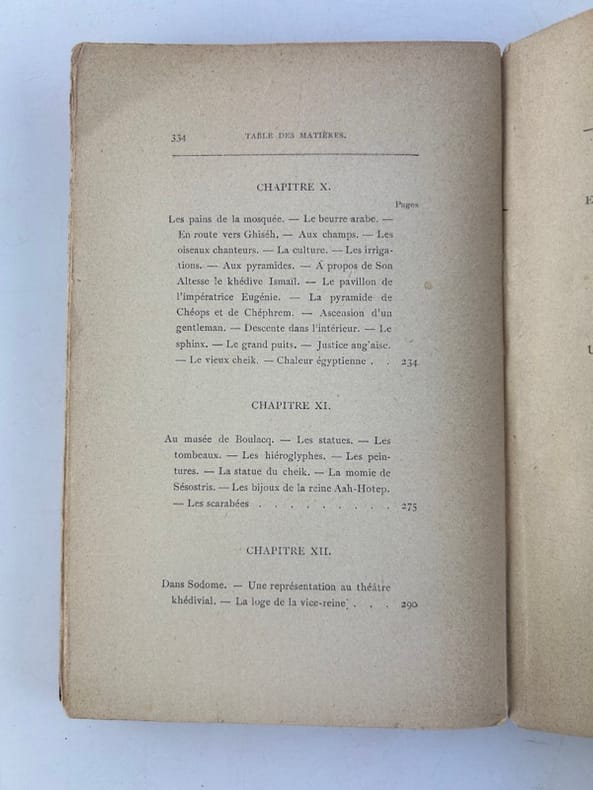 334 TABLE DES MATIÈRES.
CHAPITRE X.
Pages
Les pains de la mosquée. — Le beurre arabe. —
En route vers Ghiséh. — Aux champs. — Les
oiseaux chanteurs. — La culture. — Les irriga-
tions. — Aux pyramides. — A propos de Son
Altesse le khédive Ismaïl. — Le pavillon de
l'impératrice Eugénie. — La pyramide de
Chéops et de Chéphrem. — Ascension d'un
gentleman. — Descente dans l'intérieur. — Le
sphinx. — Le grand puits. — Justice ang'aise.
— Le vieux cheik. — Chaleur égyptienne . . 234
CHAPITRE XI.
Au musée de Boulacq. — Les statues. — Les
tombeaux. — Les hiéroglyphes. — Les pein-
tures. — La statue du cheik. — La momie de
Sésostris. — Les bijoux de la reine Aah-Hotep.
— Les scarabées . . . . . . . . . 275
CHAPITRE XII.
Dans Sodome. — Une représentation au théâtre
khédivial. — La loge de la vice-reine . . . 290